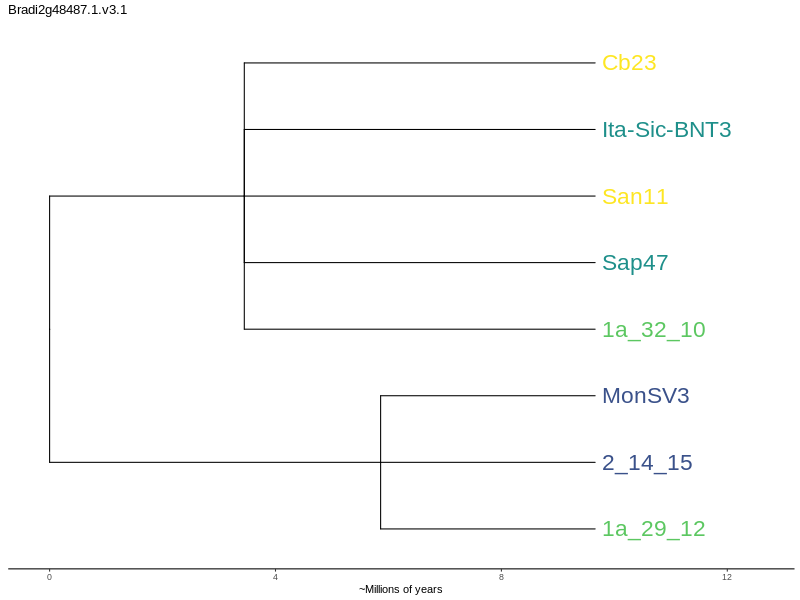 Bradi2g48487.1.v3.1
Cb23
Ita-Sic-BNT3
San11
Sap47
1a_32_10
MonSV3
2_14_15
1a_29_12
0 4 8 12
~Millions of years